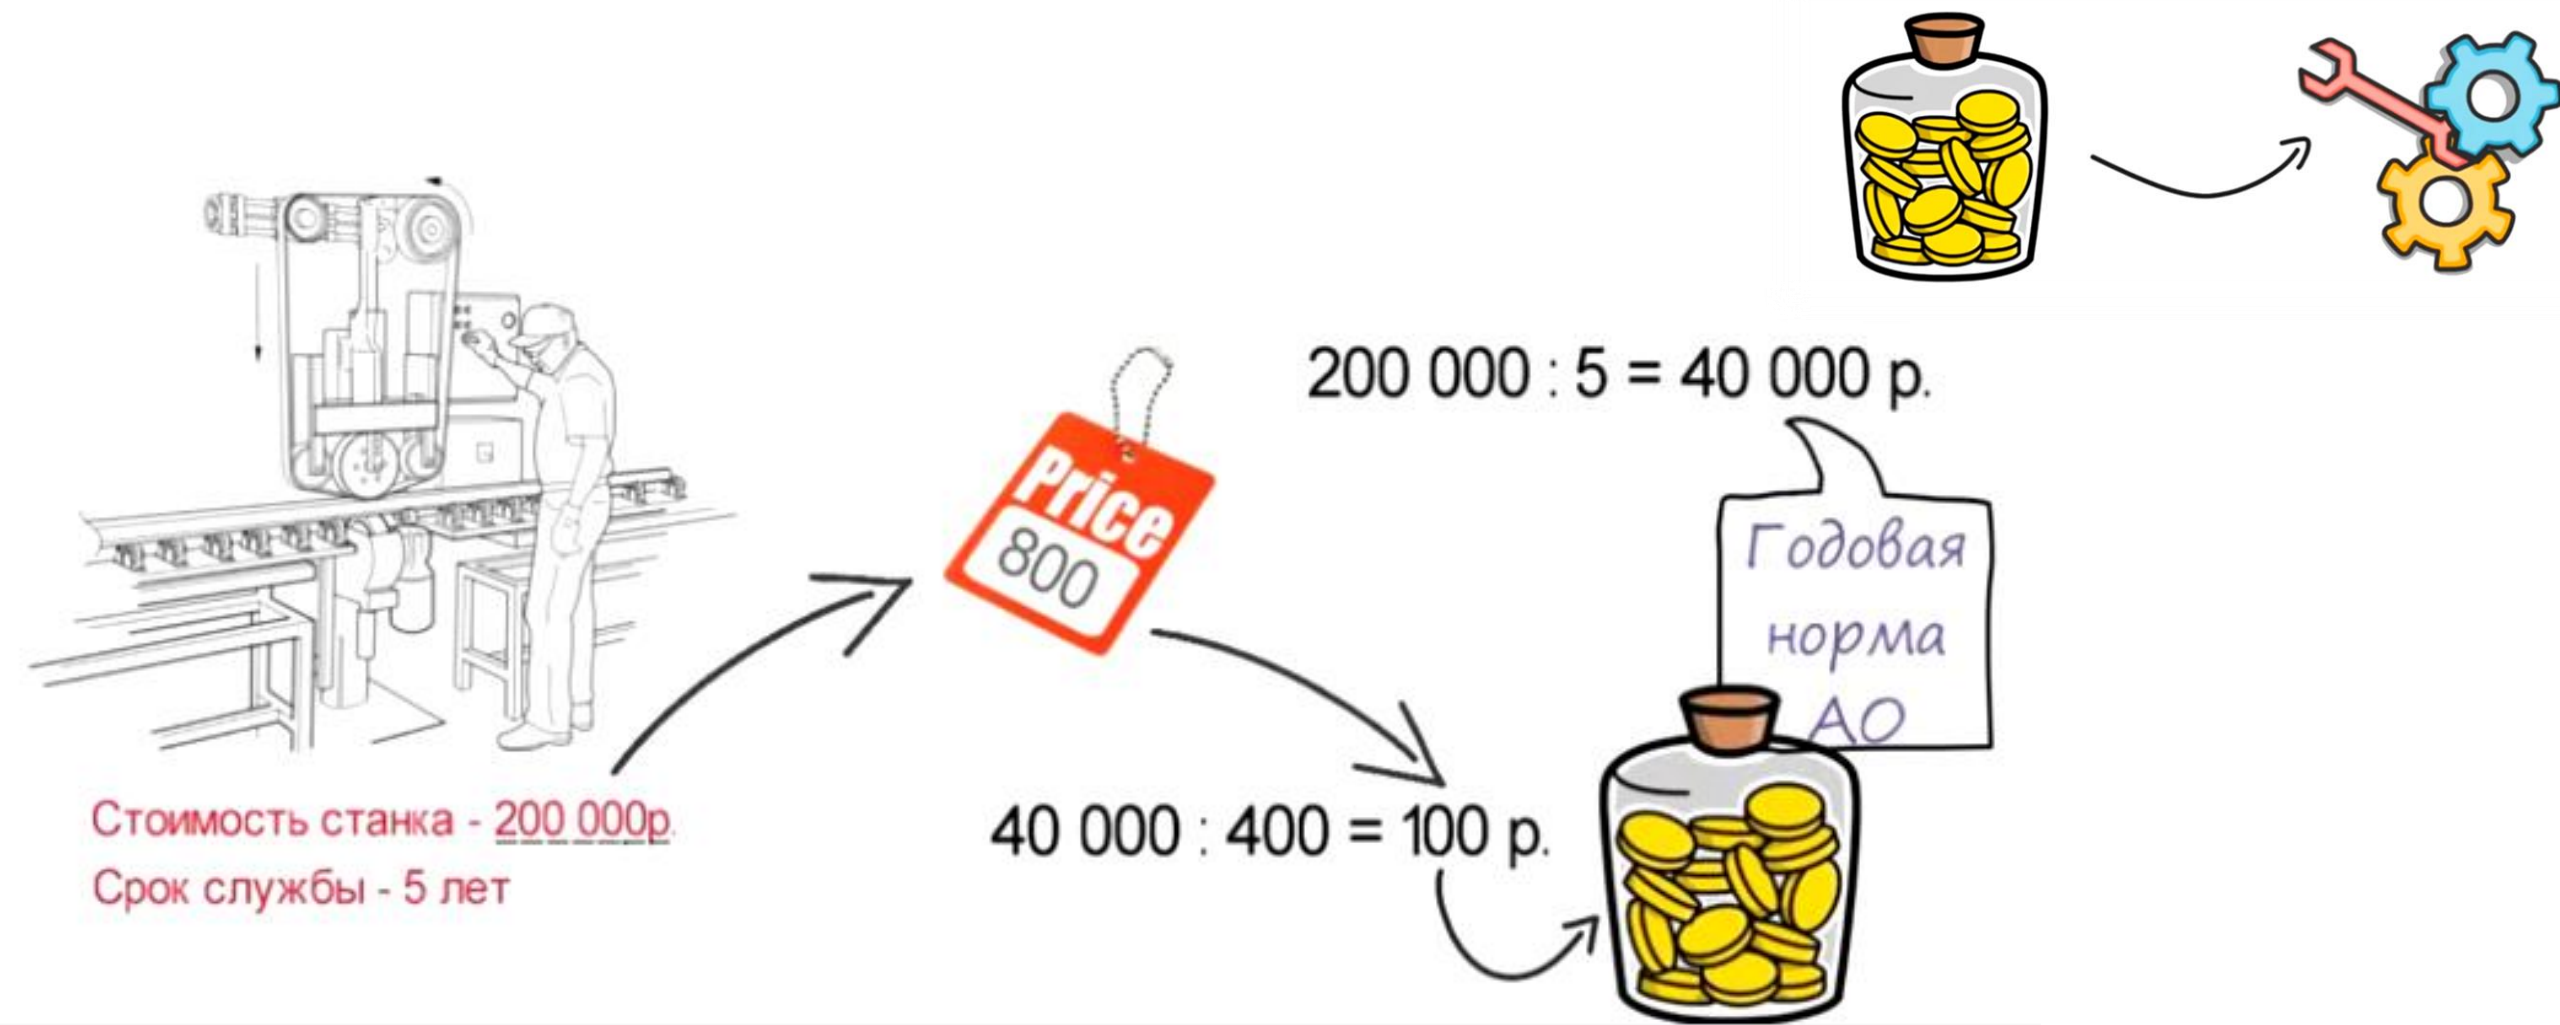 200 000 : 5 = 40 000 р.
Price
800
Годовая
норма
АО
Стоимость станка - 200 000р.
Срок службы - 5 лет
40 000 : 400 = 100 р.